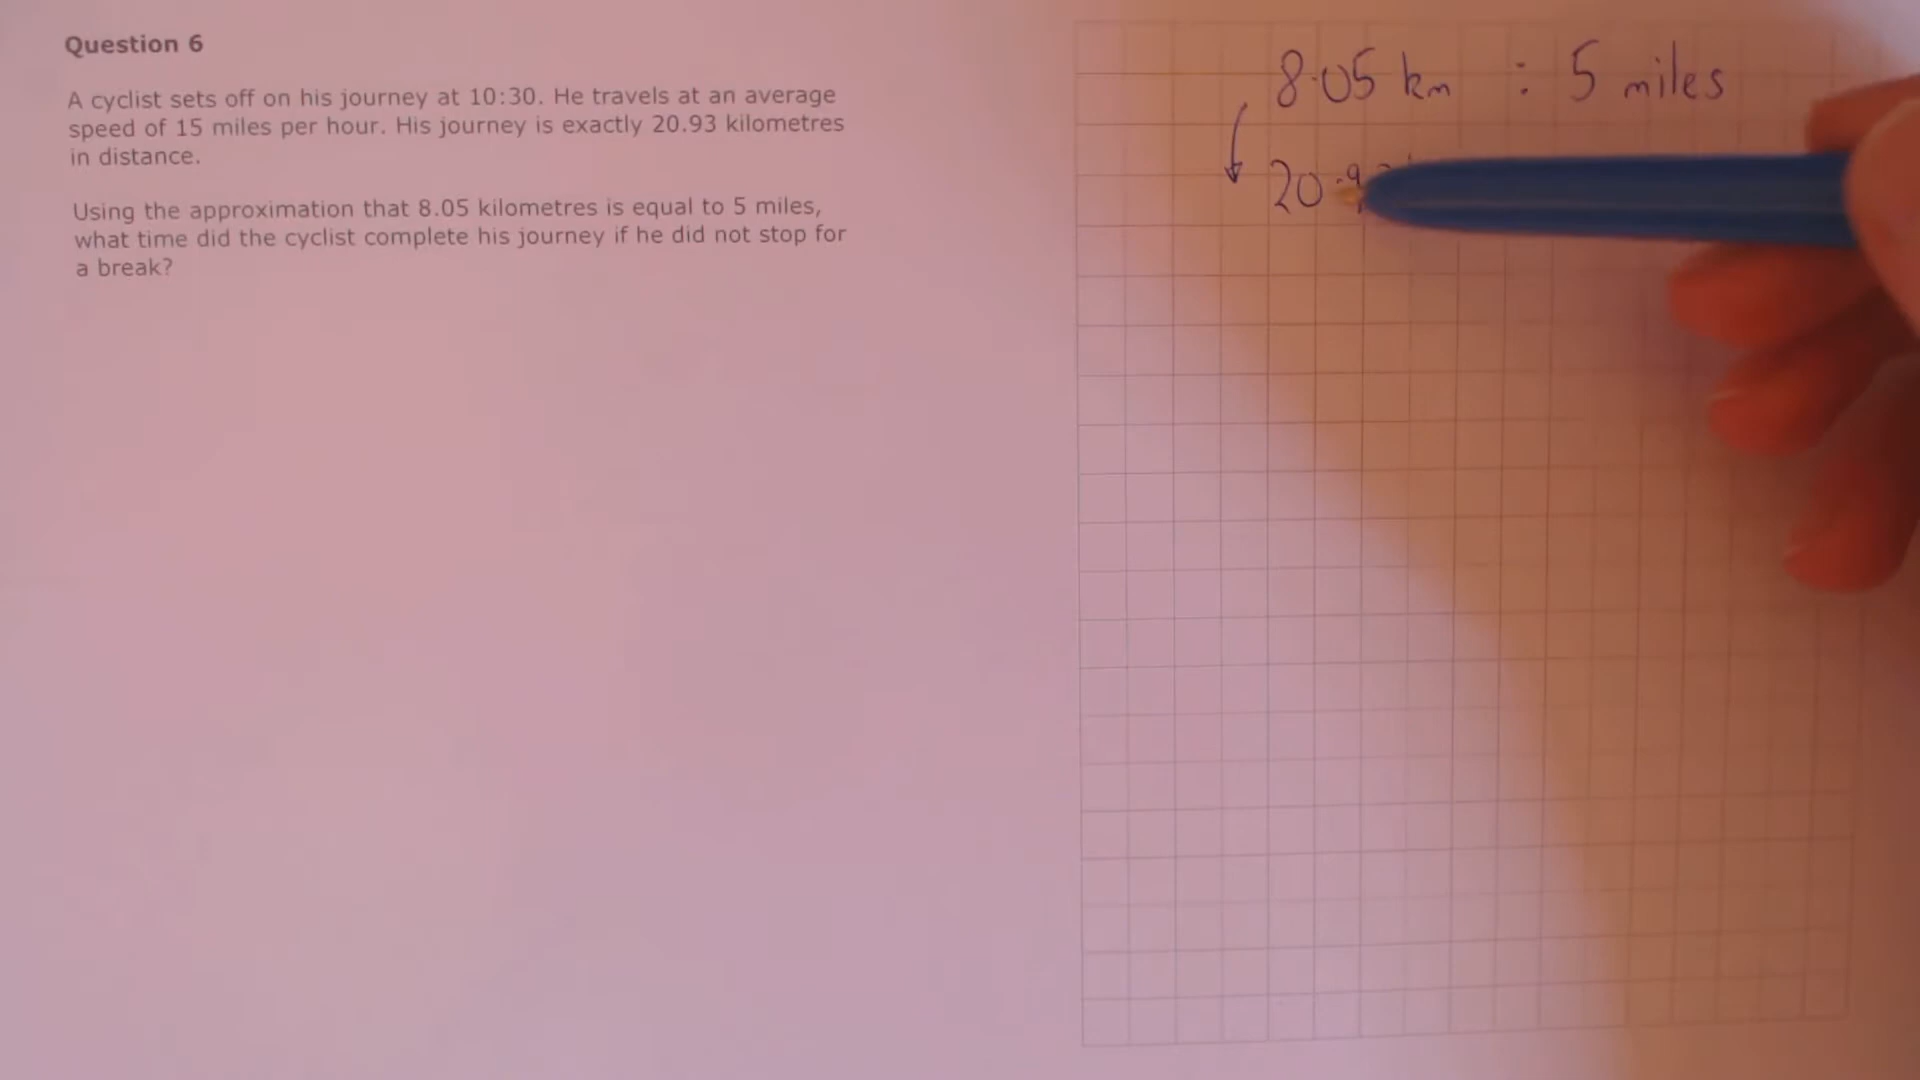 Question 6
A cyclist sets off on his journey at 10:30. He travels at an average
speed of 15 miles per hour. His journey is exactly 20.93 kilometres
in distance.
Using the approximation that 8.05 kilometres is equal to 5 miles,
what time did the cyclist complete his journey if he did not stop for
a break?
8.05 km : 5 miles
20.9